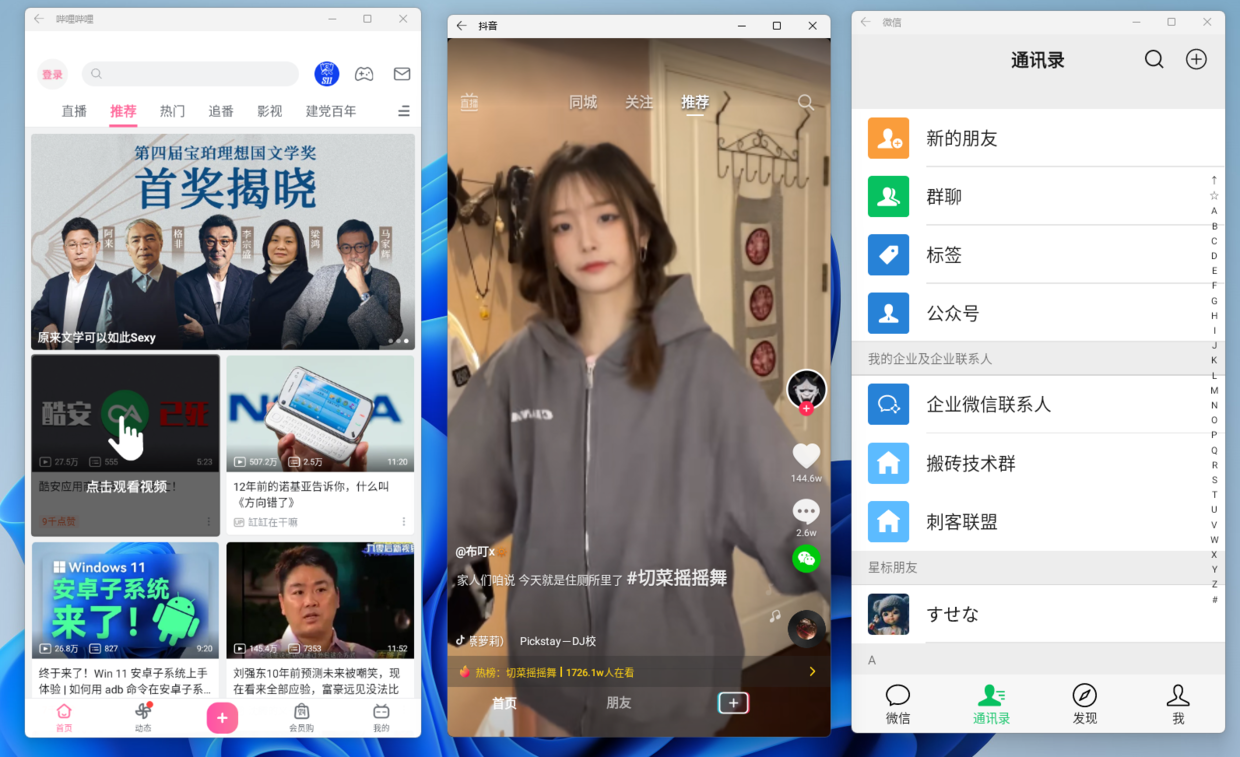 哔哩哔哩
登录
S11
直播 推荐 热门 追番 影视 建党百年
第四届宝珀理想国文学奖
首奖揭晓
阿来
格非
李宗盛
梁鸿
马家辉
原来文学可以如此Sexy
酷安 已死
27.5万 555 5:23
点击观看视频
9千点赞
507.2万 2.5万 11:20
12年前的诺基亚告诉你，什么叫
《方向错了》
缸缸在干嘛
Windows 11
安卓子系统
来了！
26.8万 827 9:20
终于来了！Win 11 安卓子系统上手
体验 | 如何用 adb 命令在安卓子系...
145.4万 7353 11:52
刘强东10年前预测未来被嘲笑，现
在看来全部应验，富豪远见没法比
首页 动态 会员购 我的
抖音
直播 同城 关注 推荐
144.6w
2.6w
@布叮x
家人们咱说 今天就是住厕所里了 #切菜摇摇舞
萝莉） Pickstay－DJ校
热榜：切菜摇摇舞 | 1726.1w人在看
首页 朋友
微信
通讯录
新的朋友
群聊
标签
公众号
我的企业及企业联系人
企业微信联系人
搬砖技术群
刺客联盟
星标朋友
すせな
A
↑
☆
A
B
C
D
E
F
G
H
I
J
K
L
M
N
O
P
Q
R
S
T
U
V
W
X
Y
Z
#
微信 通讯录 发现 我